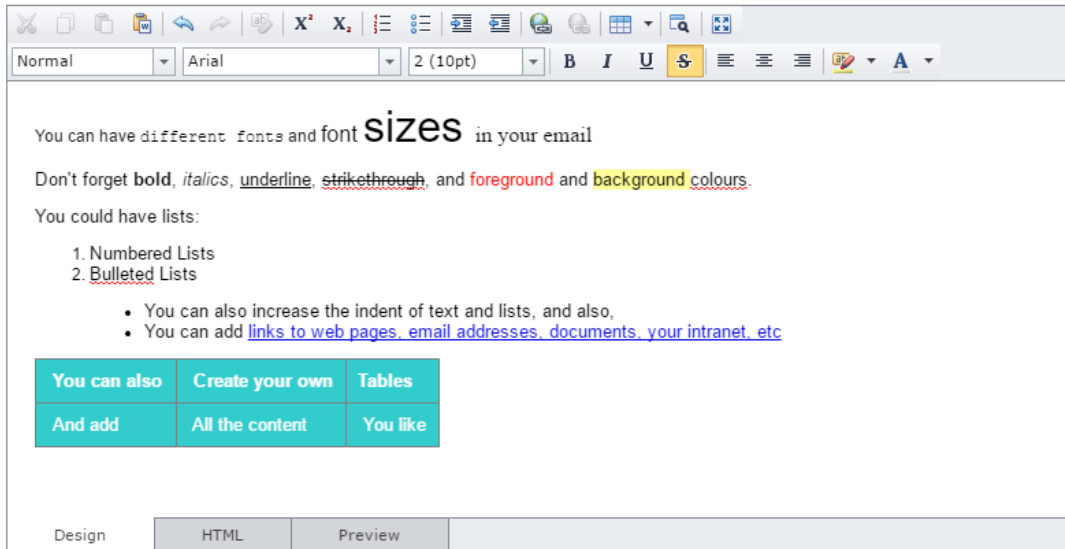 Normal Arial 2 (10pt) B I U S A
You can have different fonts and font sizes in your email
Don't forget bold, italics, underline, strikethrough, and foreground and background colours.
You could have lists:
1. Numbered Lists
2. Bulleted Lists
• You can also increase the indent of text and lists, and also,
• You can add links to web pages, email addresses, documents, your intranet, etc
You can also Create your own Tables
And add All the content You like
Design HTML Preview